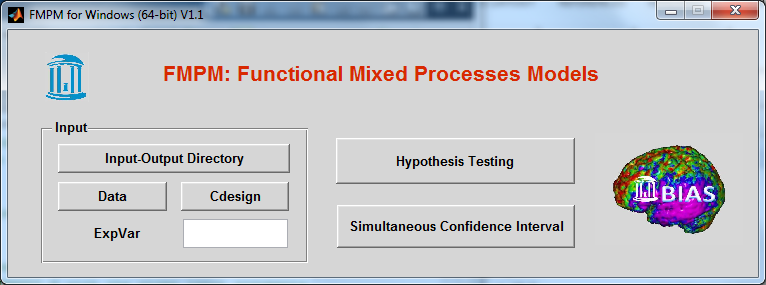 FMPM for Windows (64-bit) V1.1
FMPM: Functional Mixed Processes Models
Input
Input-Output Directory
Data
Cdesign
ExpVar
Hypothesis Testing
Simultaneous Confidence Interval
BIAS